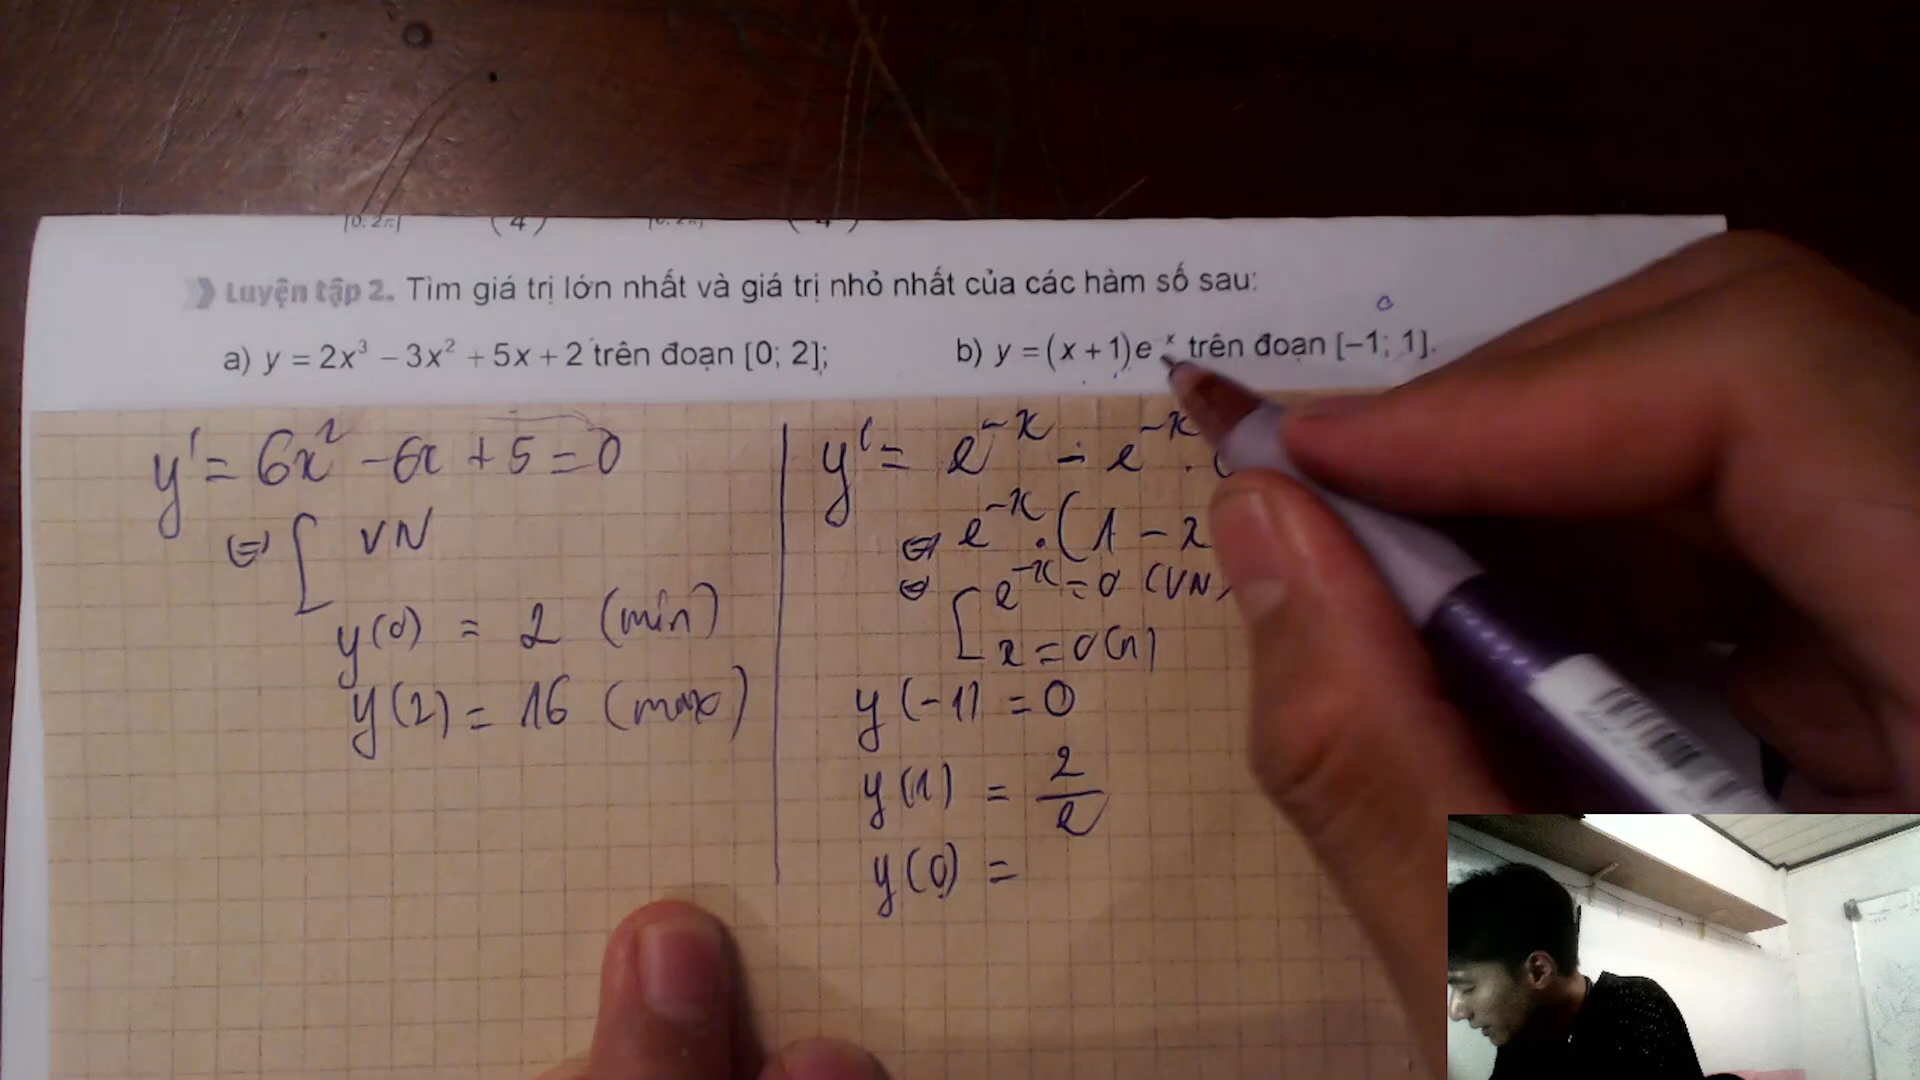 Luyện tập 2. Tìm giá trị lớn nhất và giá trị nhỏ nhất của các hàm số sau:
a) y = 2x³ − 3x² + 5x + 2 trên đoạn [0; 2];
b) y = (x + 1)e⁻ˣ trên đoạn [−1; 1].
y' = 6x² − 6x + 5 = 0
⇔ [ VN
y(0) = 2 (min)
y(2) = 16 (max)
y' = e⁻ˣ − e⁻ˣ . (
⇔ e⁻ˣ . (1 − x
⇔ [ e⁻ˣ = 0 (VN)
x = 0 (n)
y(−1) = 0
y(1) = 2/e
y(0) =